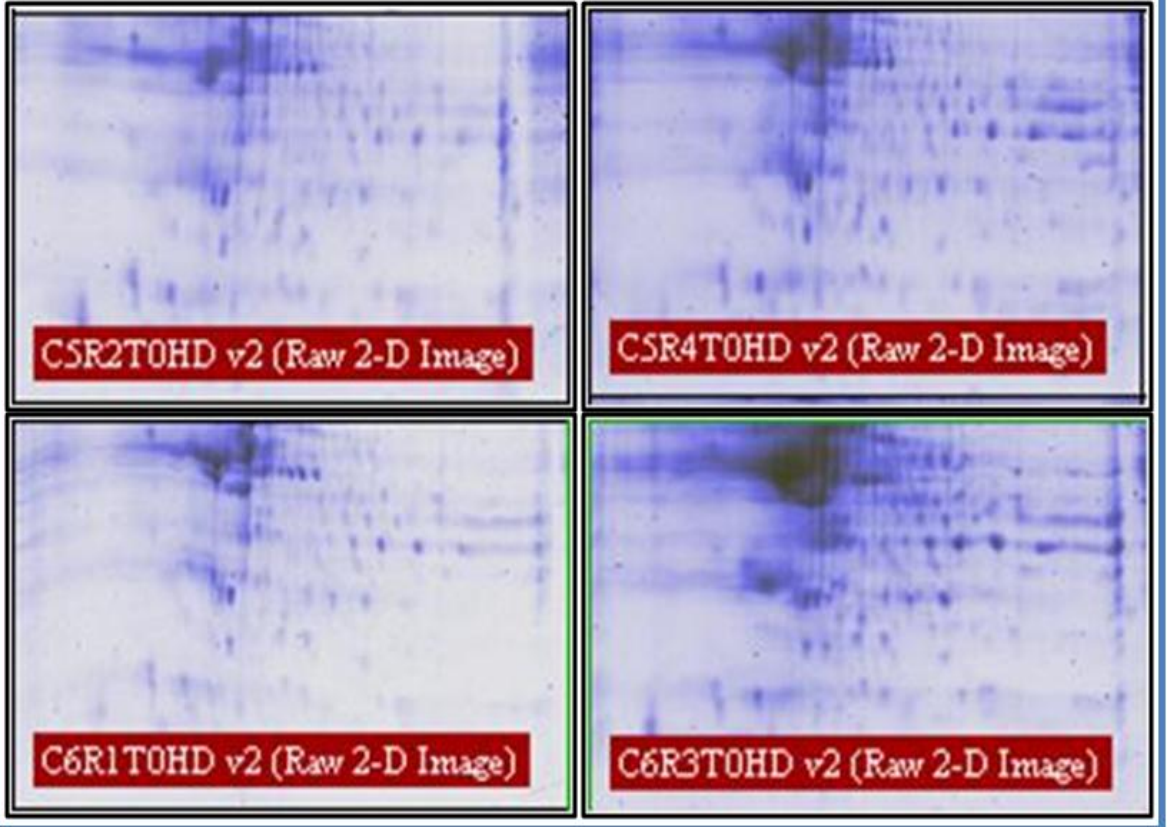 C5R2T0HD v2 (Raw 2-D Image)
C5R4T0HD v2 (Raw 2-D Image)
C6R1T0HD v2 (Raw 2-D Image)
C6R3T0HD v2 (Raw 2-D Image)